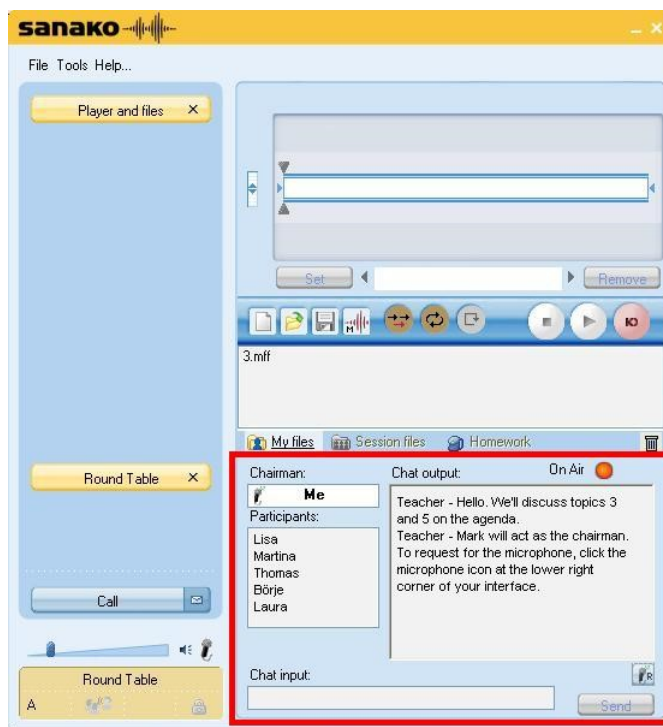 sanako
File Tools Help...
Player and files
Set
Remove
M
3.mff
My files
Session files
Homework
Round Table
Chairman:
Me
Participants:
Lisa
Martina
Thomas
Börje
Laura
Chat output:
On Air
Teacher - Hello. We'll discuss topics 3
and 5 on the agenda.
Teacher - Mark will act as the chairman.
To request for the microphone, click the
microphone icon at the lower right
corner of your interface.
Call
Round Table
A
Chat input:
R
Send